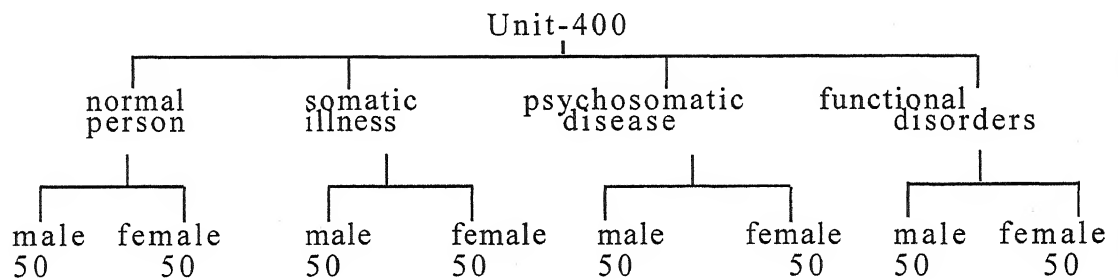 Unit-400
normal person
somatic illness
psychosomatic disease
functional disorders
male female male female male female male female
50 50 50 50 50 50 50 50